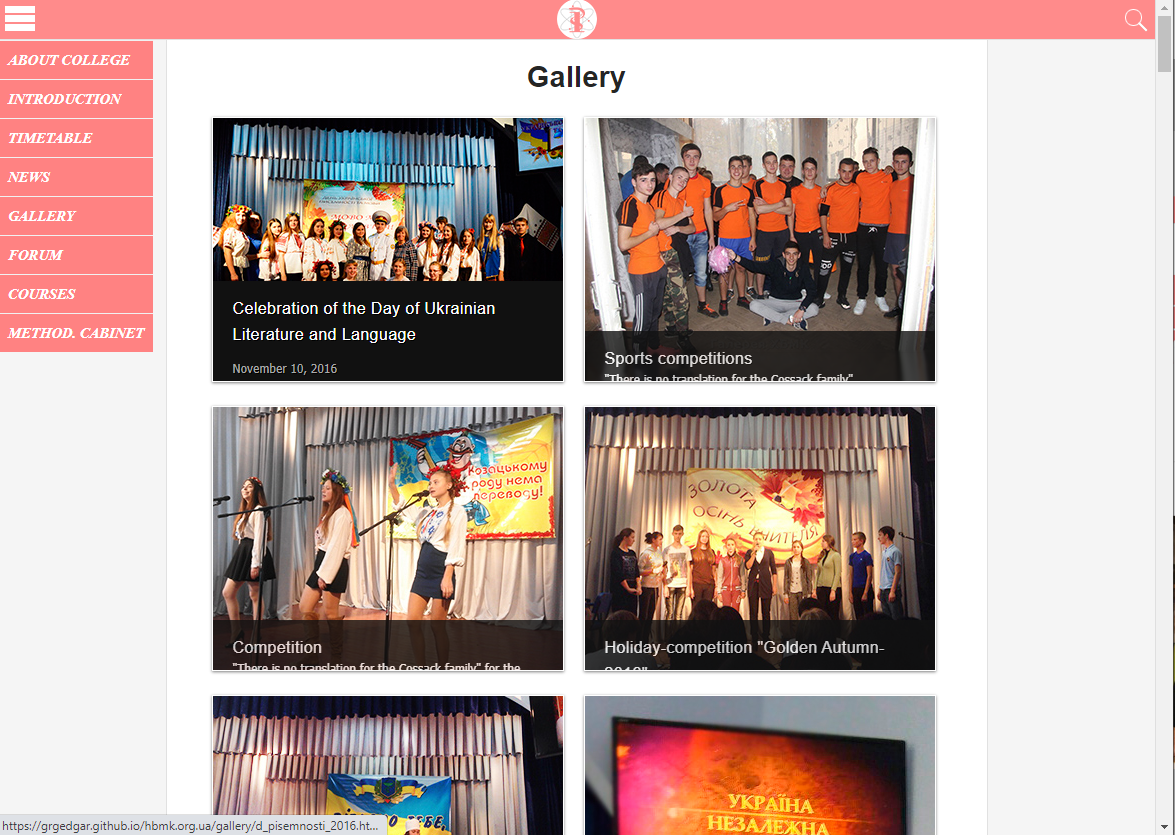 Gallery
ABOUT COLLEGE
INTRODUCTION
TIMETABLE
NEWS
GALLERY
FORUM
COURSES
METHOD. CABINET
Celebration of the Day of Ukrainian
Literature and Language
November 10, 2016
Sports competitions
"There is no translation for the Cossack family"
Козацькому
роду нема
переводу!
Competition
"There is no translation for the Cossack family" for the
ЗОЛОТА
ОСІНЬ
Holiday-competition "Golden Autumn-
УКРАЇНА
НЕЗАЛЕЖНА
https://grgedgar.github.io/hbmk.org.ua/gallery/d_pisemnosti_2016.ht...